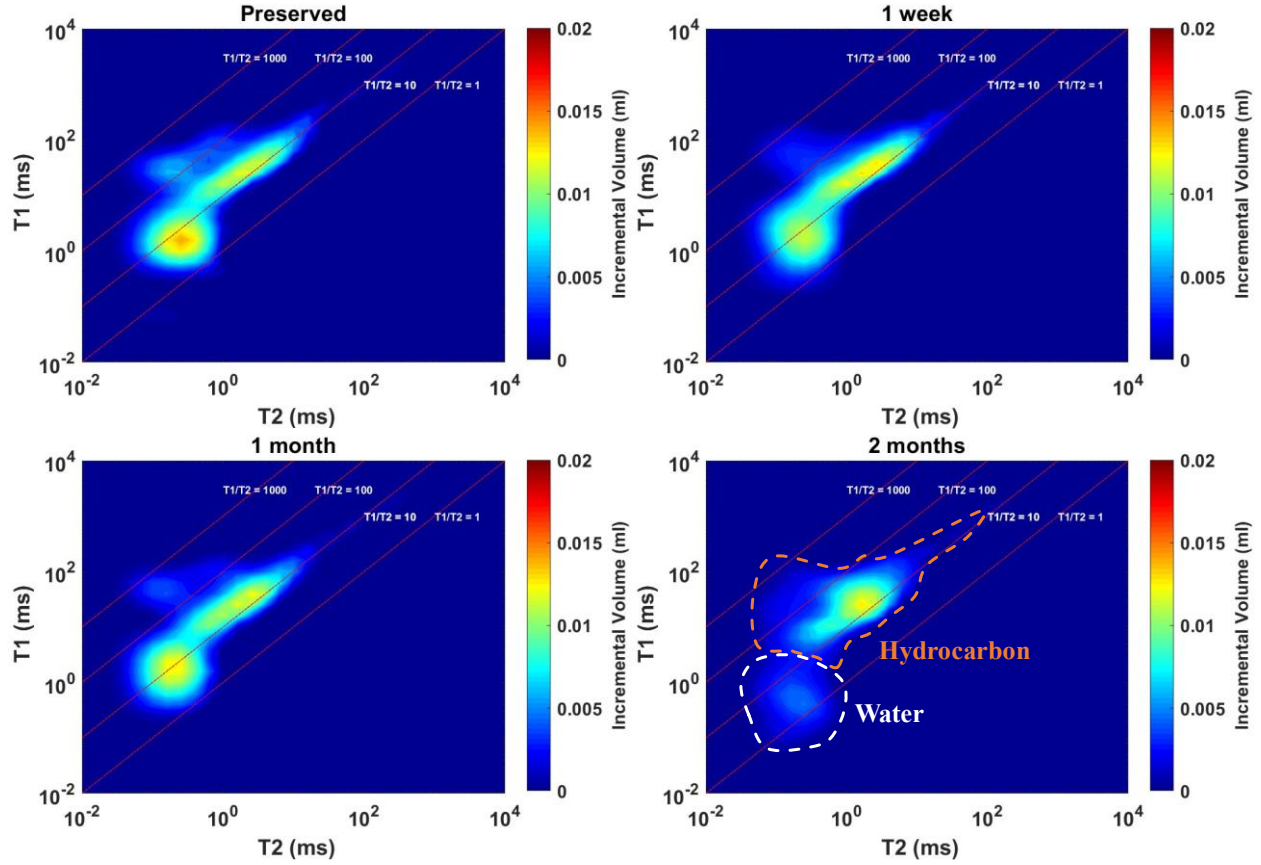 Preserved
10^4
10^2
10^0
10^-2
T1 (ms)
T1/T2 = 1000
T1/T2 = 100
T1/T2 = 10
T1/T2 = 1
10^-2
10^0
10^2
10^4
T2 (ms)
0.02
0.015
0.01
0.005
0
Incremental Volume (ml)
1 week
10^4
10^2
10^0
10^-2
T1 (ms)
T1/T2 = 1000
T1/T2 = 100
T1/T2 = 10
T1/T2 = 1
10^-2
10^0
10^2
10^4
T2 (ms)
0.02
0.015
0.01
0.005
0
Incremental Volume (ml)
1 month
10^4
10^2
10^0
10^-2
T1 (ms)
T1/T2 = 1000
T1/T2 = 100
T1/T2 = 10
T1/T2 = 1
10^-2
10^0
10^2
10^4
T2 (ms)
0.02
0.015
0.01
0.005
0
Incremental Volume (ml)
2 months
10^4
10^2
10^0
10^-2
T1 (ms)
T1/T2 = 1000
T1/T2 = 100
T1/T2 = 10
T1/T2 = 1
Hydrocarbon
Water
10^-2
10^0
10^2
10^4
T2 (ms)
0.02
0.015
0.01
0.005
0
Incremental Volume (ml)